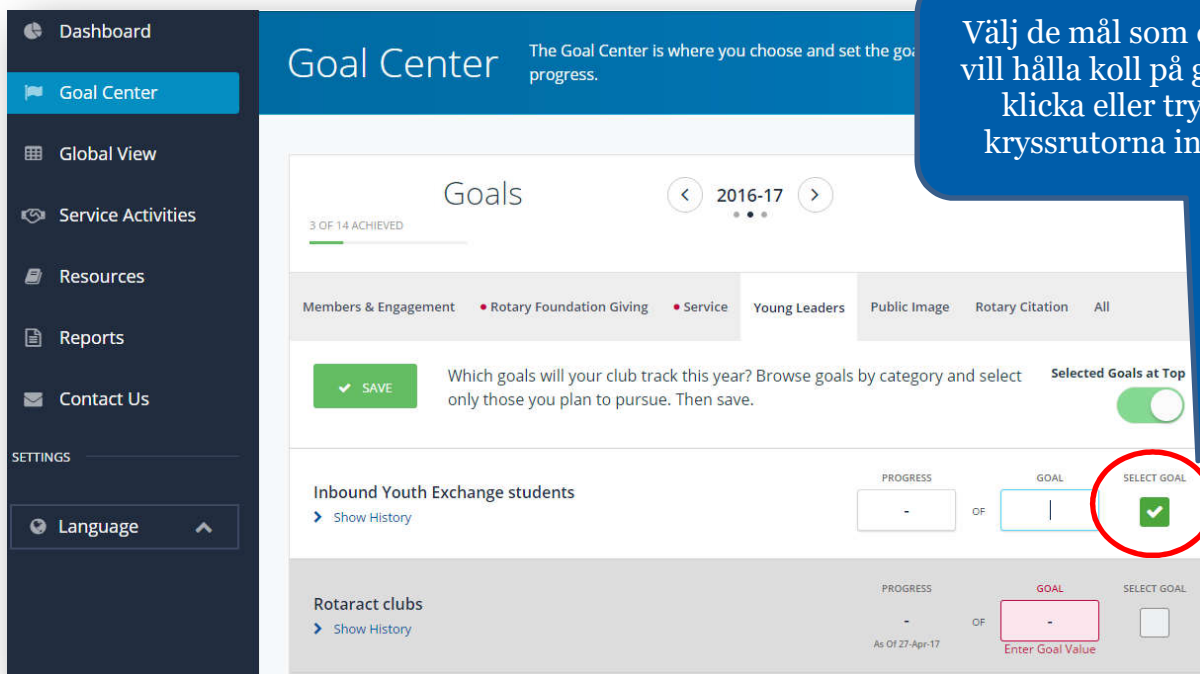 Dashboard
Goal Center
Global View
Service Activities
Resources
Reports
Contact Us
SETTINGS
Language
Goal Center
The Goal Center is where you choose and set the
progress.
Välj de mål som
vill hålla koll på
klicka eller
kryssrutorna
Goals
2016-17
3 OF 14 ACHIEVED
Members & Engagement • Rotary Foundation Giving • Service Young Leaders Public Image Rotary Citation All
SAVE
Which goals will your club track this year? Browse goals by category and select
only those you plan to pursue. Then save.
Selected Goals at Top
Inbound Youth Exchange students
Show History
PROGRESS GOAL SELECT GOAL
- OF
Rotaract clubs
Show History
PROGRESS GOAL SELECT GOAL
- OF -
As Of 27-Apr-17
Enter Goal Value